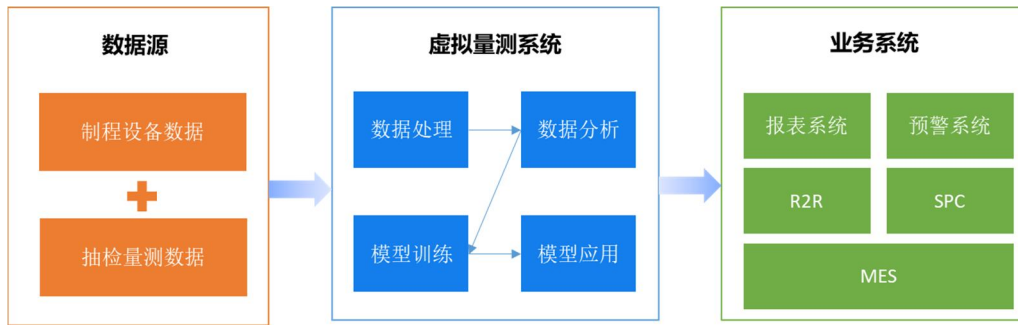 数据源
制程设备数据
抽检量测数据
虚拟量测系统
数据处理
数据分析
模型训练
模型应用
业务系统
报表系统
预警系统
R2R
SPC
MES